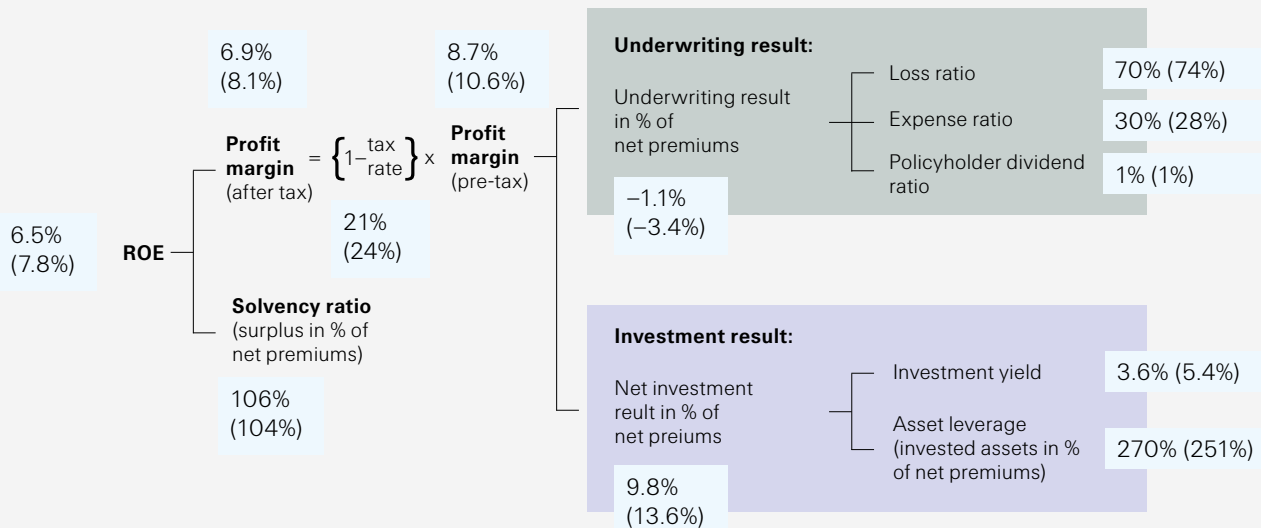 6.9%
(8.1%)
8.7%
(10.6%)
Profit
margin
(after tax)
= {1– tax
rate} x
Profit
margin
(pre-tax)
21%
(24%)
6.5%
(7.8%)
ROE
Solvency ratio
(surplus in % of
net premiums)
106%
(104%)
Underwriting result:
Underwriting result
in % of
net premiums
–1.1%
(–3.4%)
Loss ratio
70% (74%)
Expense ratio
30% (28%)
Policyholder dividend
ratio
1% (1%)
Investment result:
Net investment
reult in % of
net preiums
9.8%
(13.6%)
Investment yield
3.6% (5.4%)
Asset leverage
(invested assets in %
of net premiums)
270% (251%)